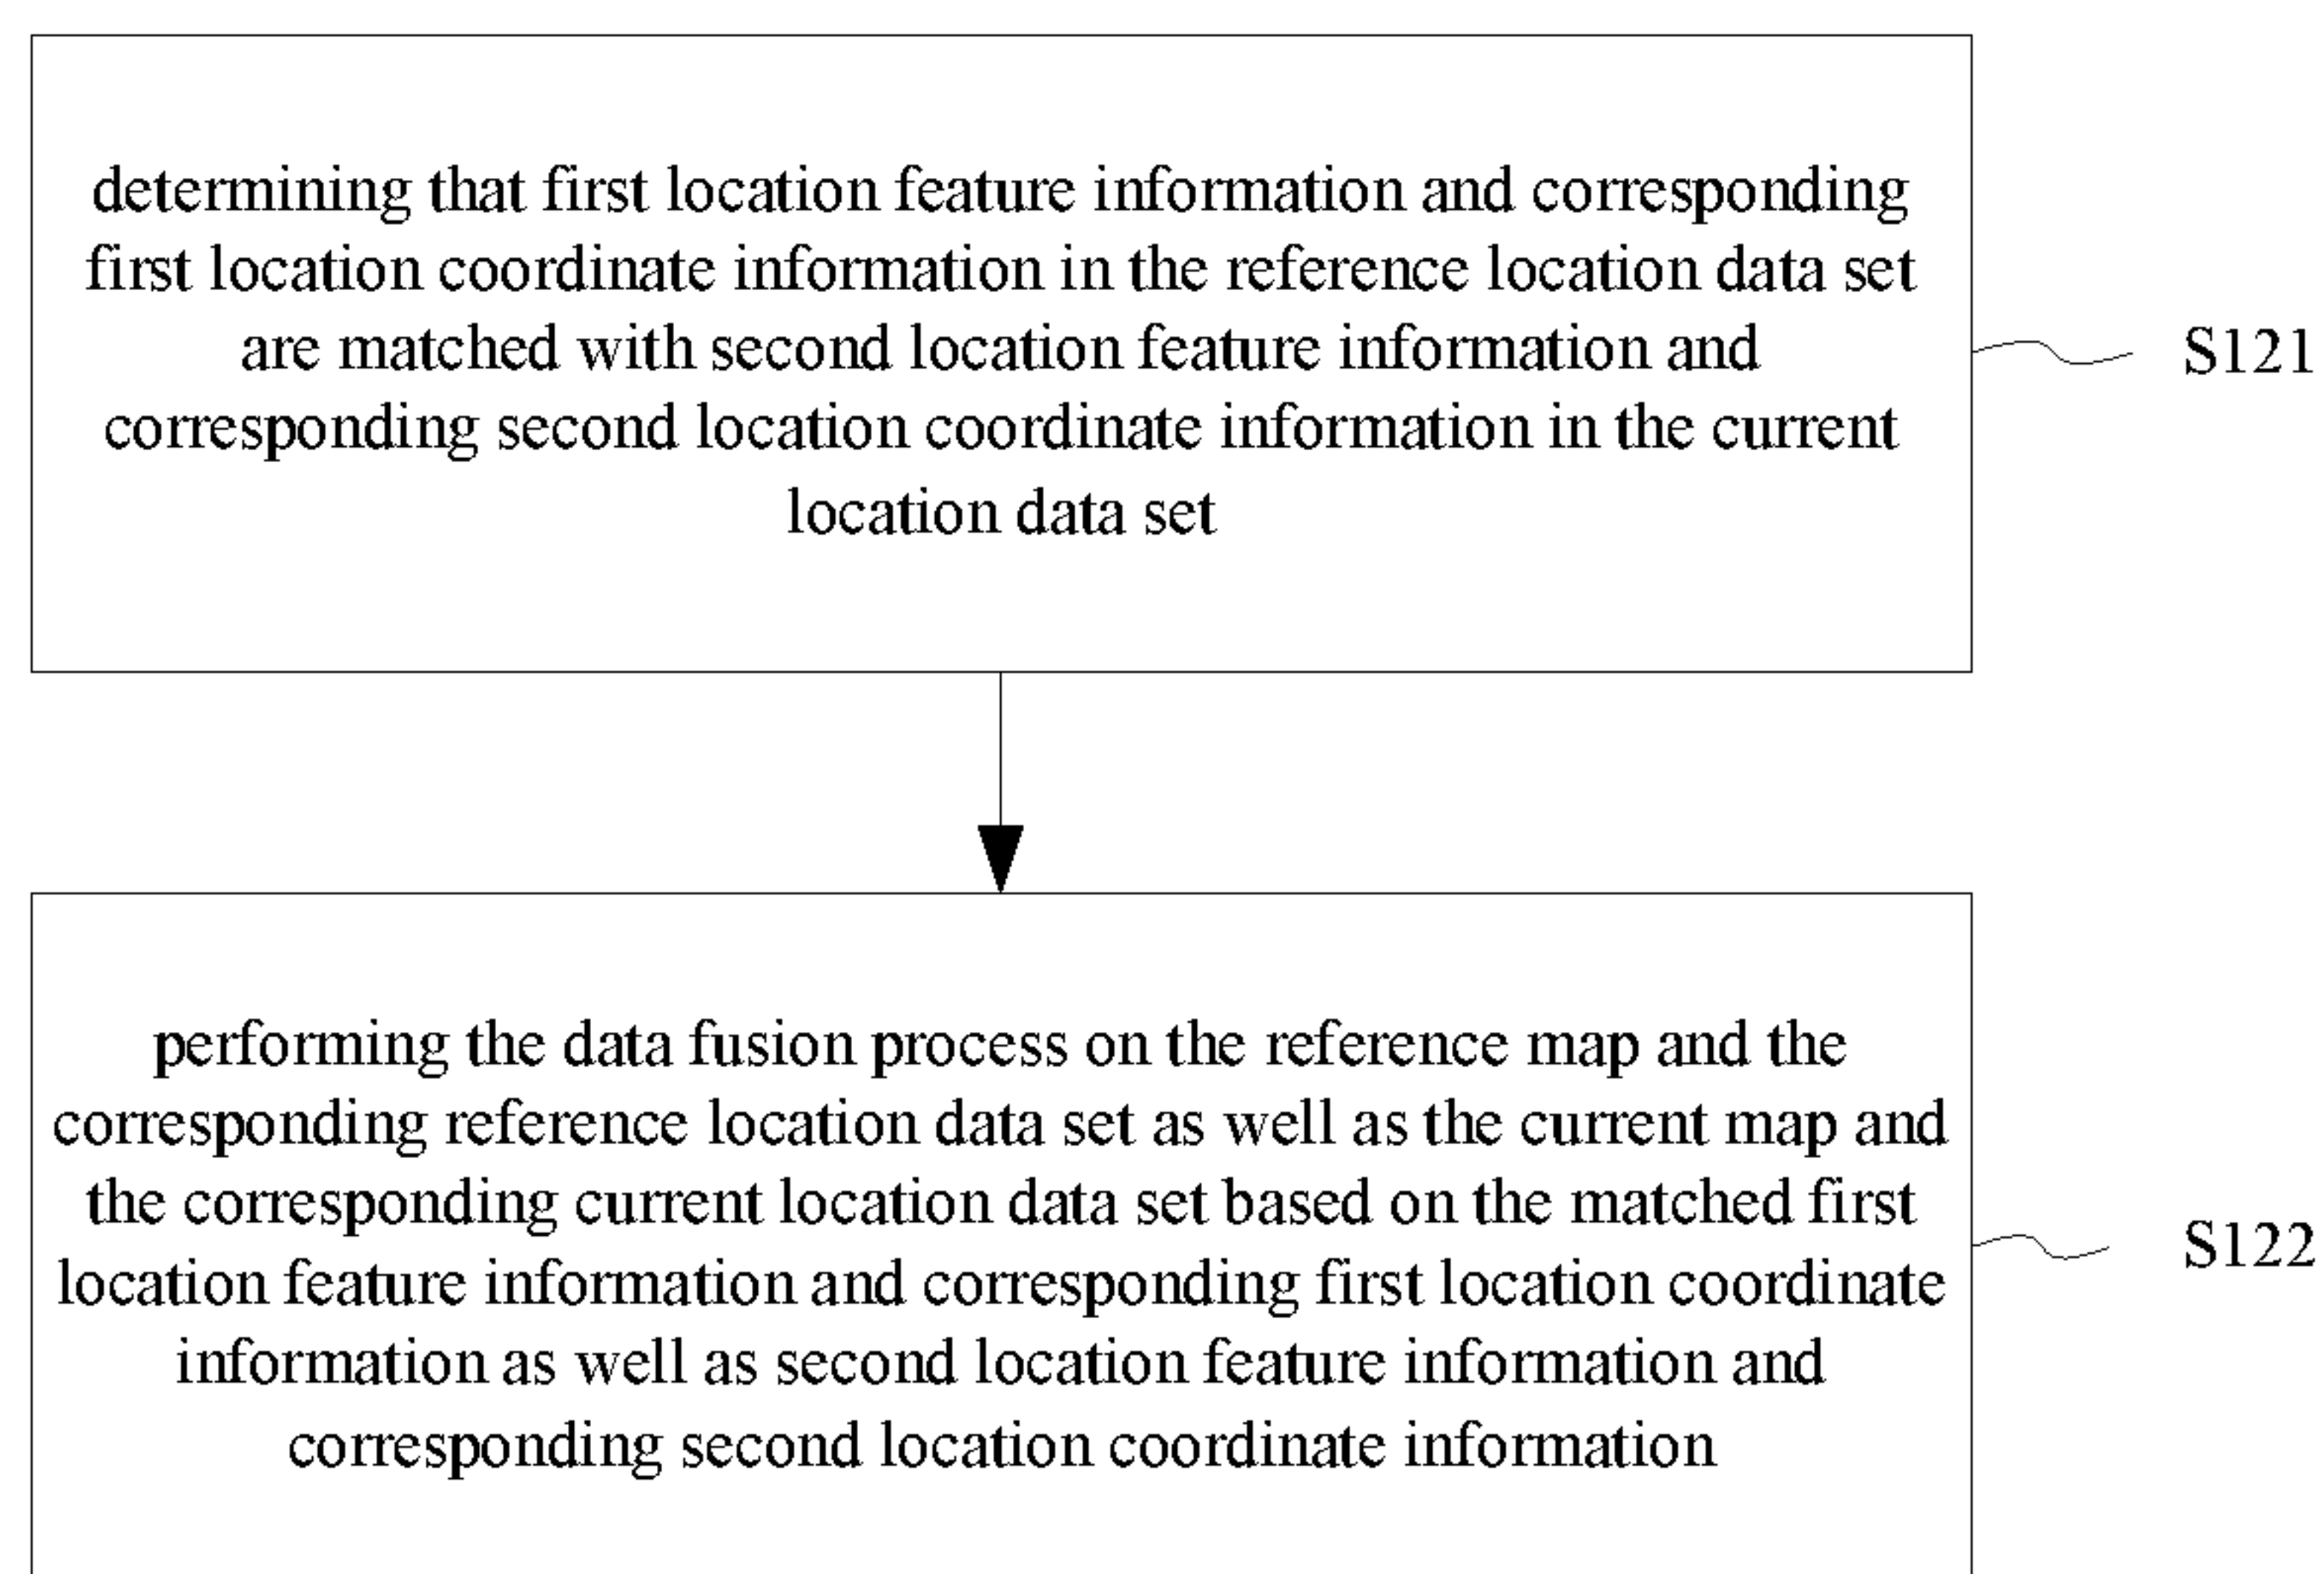 determining that first location feature information and corresponding
first location coordinate information in the reference location data set
are matched with second location feature information and
corresponding second location coordinate information in the current
location data set
S121
performing the data fusion process on the reference map and the
corresponding reference location data set as well as the current map and
the corresponding current location data set based on the matched first
location feature information and corresponding first location coordinate
information as well as second location feature information and
corresponding second location coordinate information
S122